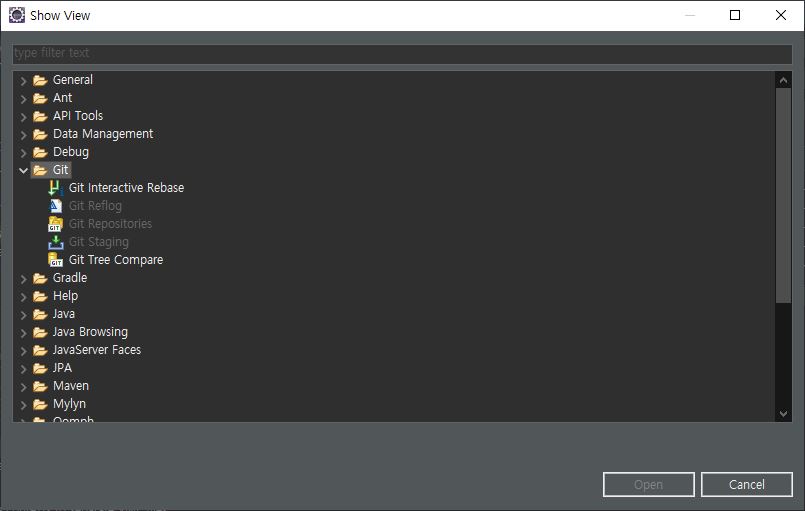 Show View
type filter text
General
Ant
API Tools
Data Management
Debug
Git
Git Interactive Rebase
Git Reflog
Git Repositories
Git Staging
Git Tree Compare
Gradle
Help
Java
Java Browsing
JavaServer Faces
JPA
Maven
Mylyn
Oomph
Open
Cancel